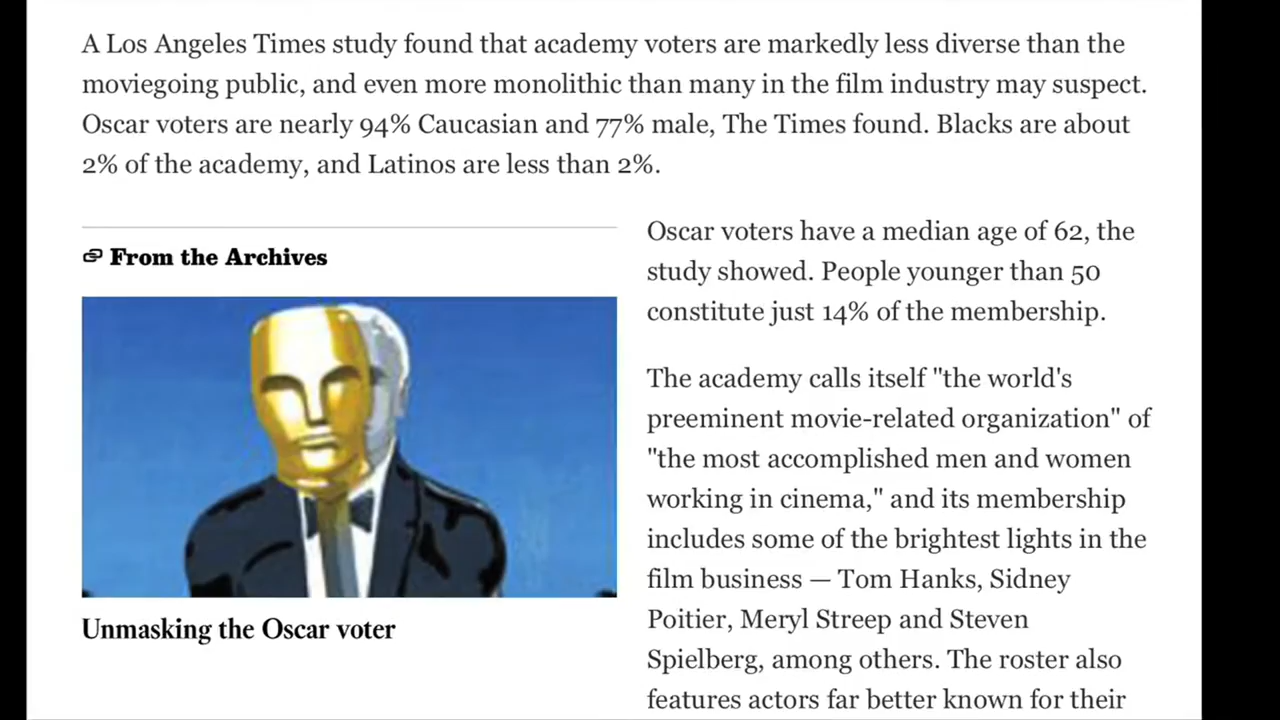 A Los Angeles Times study found that academy voters are markedly less diverse than the
moviegoing public, and even more monolithic than many in the film industry may suspect.
Oscar voters are nearly 94% Caucasian and 77% male, The Times found. Blacks are about
2% of the academy, and Latinos are less than 2%.
From the Archives
Unmasking the Oscar voter
Oscar voters have a median age of 62, the
study showed. People younger than 50
constitute just 14% of the membership.
The academy calls itself "the world's
preeminent movie-related organization" of
"the most accomplished men and women
working in cinema," and its membership
includes some of the brightest lights in the
film business — Tom Hanks, Sidney
Poitier, Meryl Streep and Steven
Spielberg, among others. The roster also
features actors far better known for their